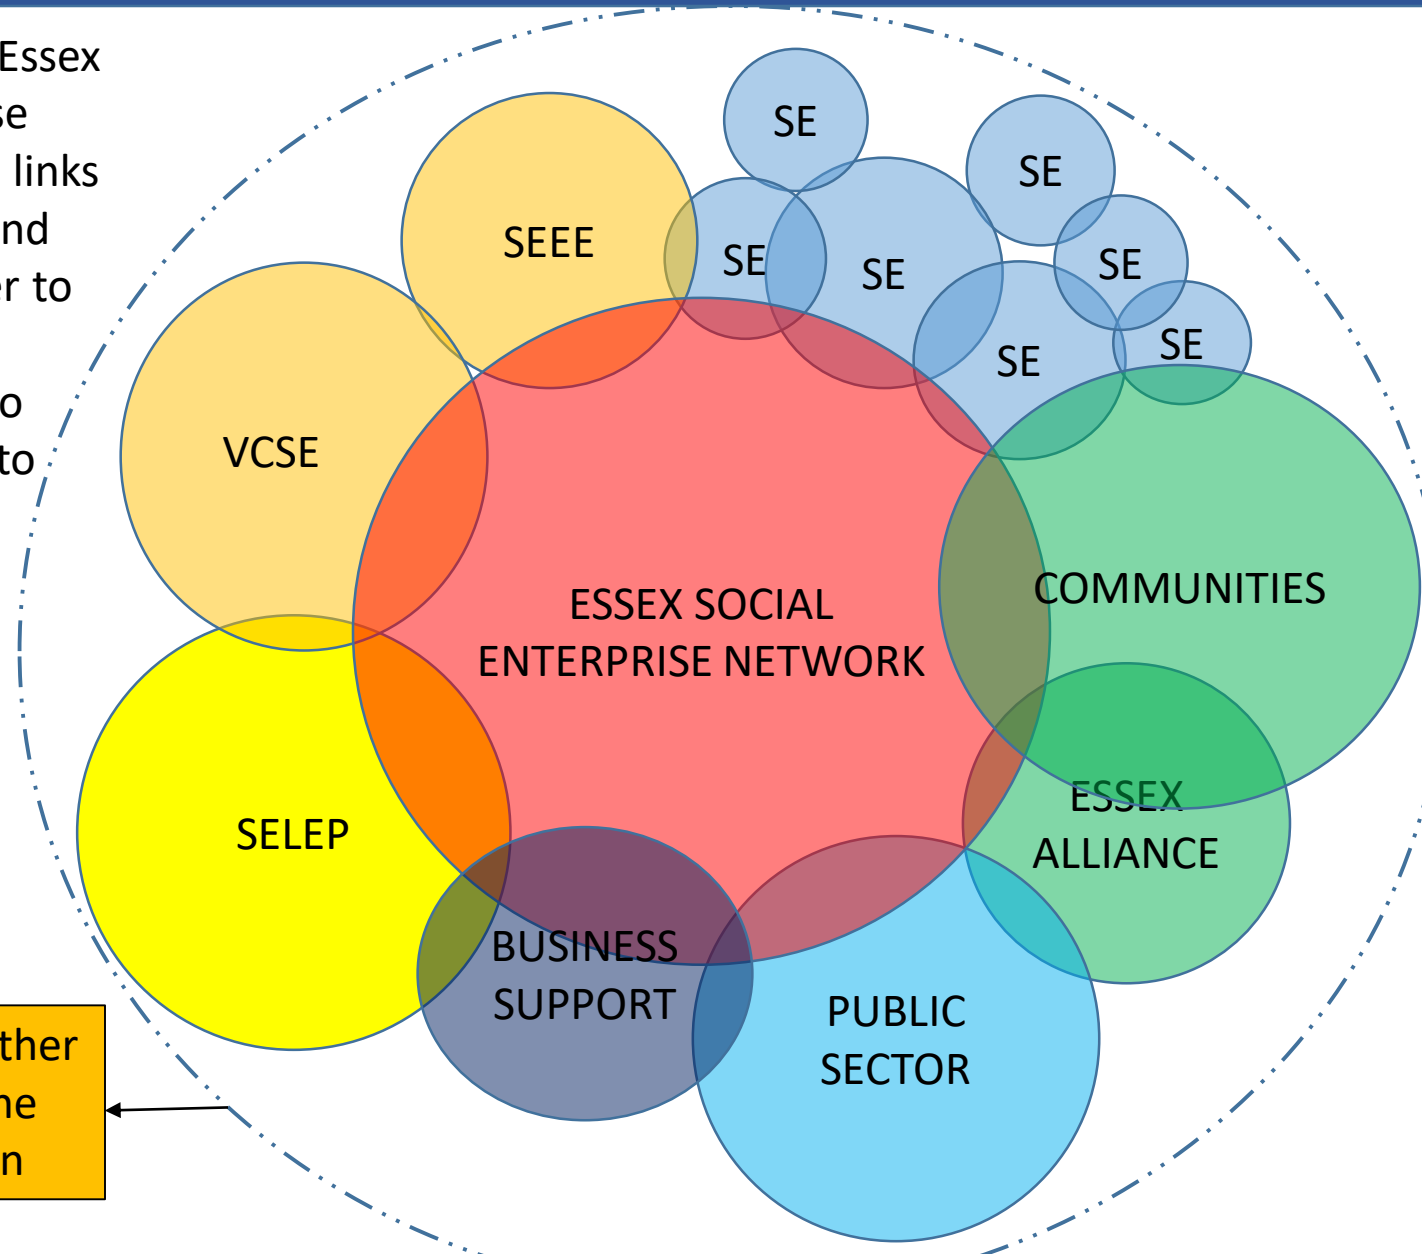 Essex
se
links
nd
er to
o
to
SE
SE
SEEE
SE
SE
SE
SE
SE
VCSE
ESSEX SOCIAL
ENTERPRISE NETWORK
COMMUNITIES
SELEP
ESSEX
ALLIANCE
BUSINESS
SUPPORT
PUBLIC
SECTOR
ther
ne
n